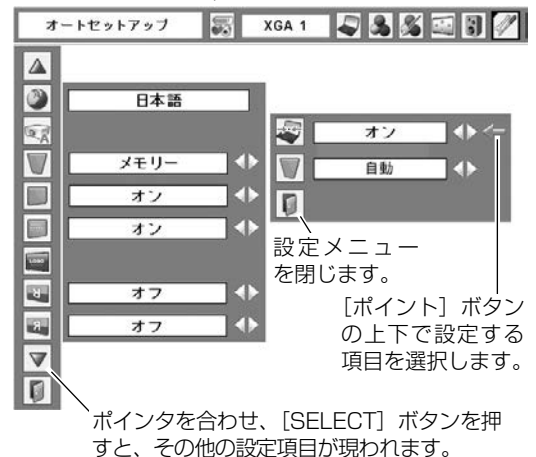 オートセットアップ
XGA 1
日本語
メモリー
オン
オン
オフ
オフ
オン
自動
設定メニュー
を閉じます。
［ポイント］ボタン
の上下で設定する
項目を選択します。
ポインタを合わせ、［SELECT］ボタンを押
すと、その他の設定項目が現われます。